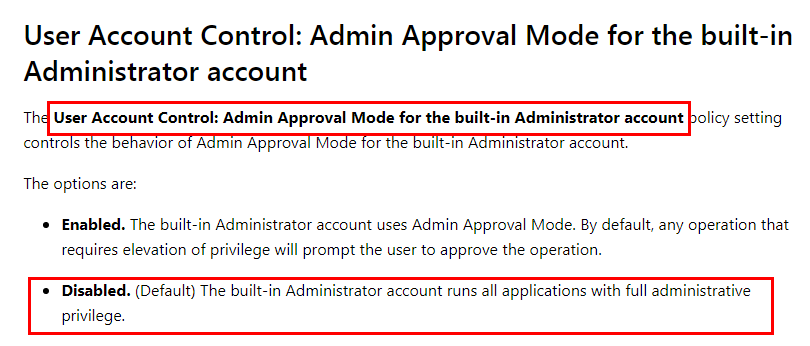 User Account Control: Admin Approval Mode for the built-in
Administrator account
The User Account Control: Admin Approval Mode for the built-in Administrator account policy setting
controls the behavior of Admin Approval Mode for the built-in Administrator account.
The options are:
• Enabled. The built-in Administrator account uses Admin Approval Mode. By default, any operation that
requires elevation of privilege will prompt the user to approve the operation.
• Disabled. (Default) The built-in Administrator account runs all applications with full administrative
privilege.